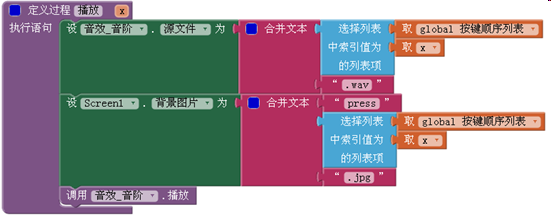 定义过程 播放 x
执行语句 设 音效_音阶 . 源文件 为 合并文本 选择列表 取 global 按键顺序列表
中索引值为 取 x
的列表项
“ .wav ”
设 Screen1 . 背景图片 为 合并文本 “ press ”
选择列表 取 global 按键顺序列表
中索引值为 取 x
的列表项
“ .jpg ”
调用 音效_音阶 .播放